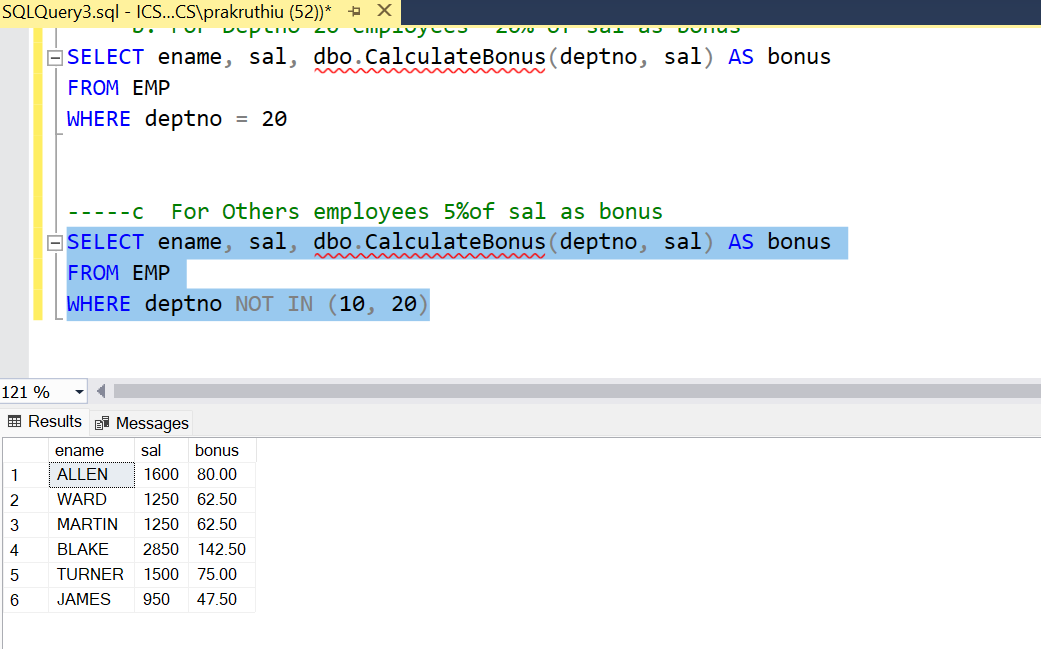 SQLQuery3.sql - ICS...CS\prakruthiu (52))*
b. For Deptno 20 employees 20% of sal as bonus
SELECT ename, sal, dbo.CalculateBonus(deptno, sal) AS bonus
FROM EMP
WHERE deptno = 20
-----c For Others employees 5%of sal as bonus
SELECT ename, sal, dbo.CalculateBonus(deptno, sal) AS bonus
FROM EMP
WHERE deptno NOT IN (10, 20)
121 %
Results Messages
ename sal bonus
1 ALLEN 1600 80.00
2 WARD 1250 62.50
3 MARTIN 1250 62.50
4 BLAKE 2850 142.50
5 TURNER 1500 75.00
6 JAMES 950 47.50